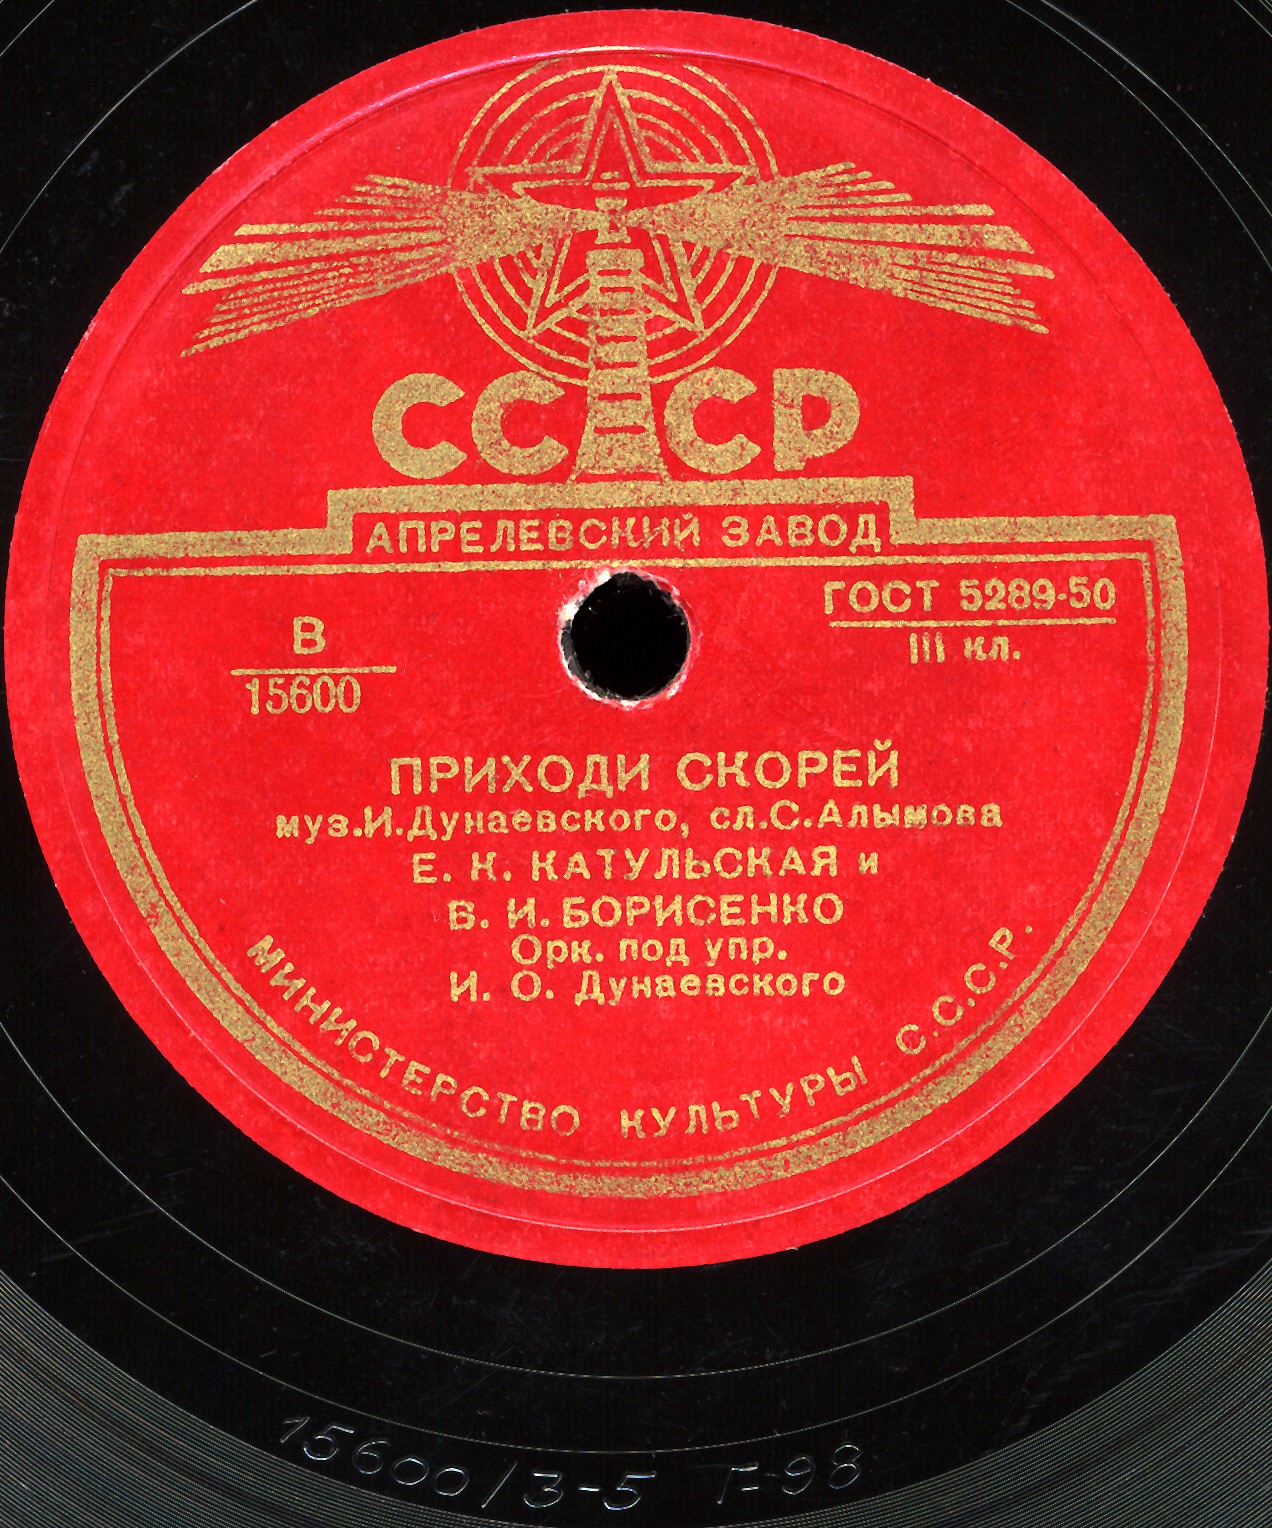 СССР
АПРЕЛЕВСКИЙ ЗАВОД
ГОСТ 5289-50
III кл.
В
15600
ПРИХОДИ СКОРЕЙ
муз.И.Дунаевского, сл.С.Алымова
Е. К. КАТУЛЬСКАЯ и
В. И. БОРИСЕНКО
Орк. под упр.
И. О. Дунаевского
МИНИСТЕРСТВО КУЛЬТУРЫ С.С.С.Р.
15600/3-5 Г-98